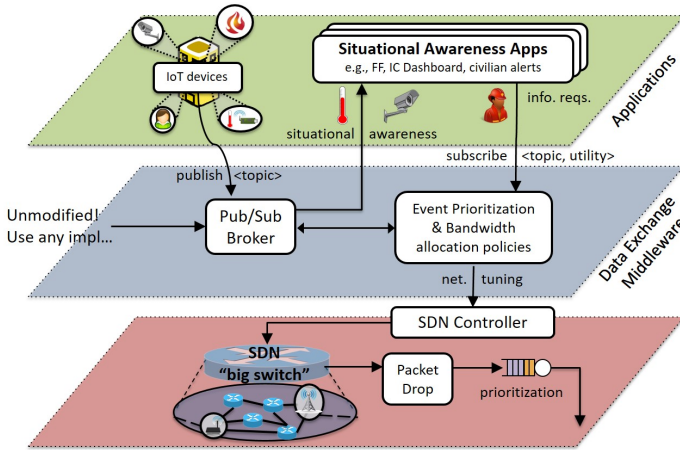 Situational Awareness Apps
e.g., FF, IC Dashboard, civilian alerts
IoT devices
info. reqs.
Applications
situational awareness
subscribe <topic, utility>
publish <topic>
Unmodified!
Use any impl...
Pub/Sub
Broker
Event Prioritization
& Bandwidth
allocation policies
Data Exchange
Middleware
net. tuning
SDN Controller
SDN
“big switch”
Packet
Drop
prioritization